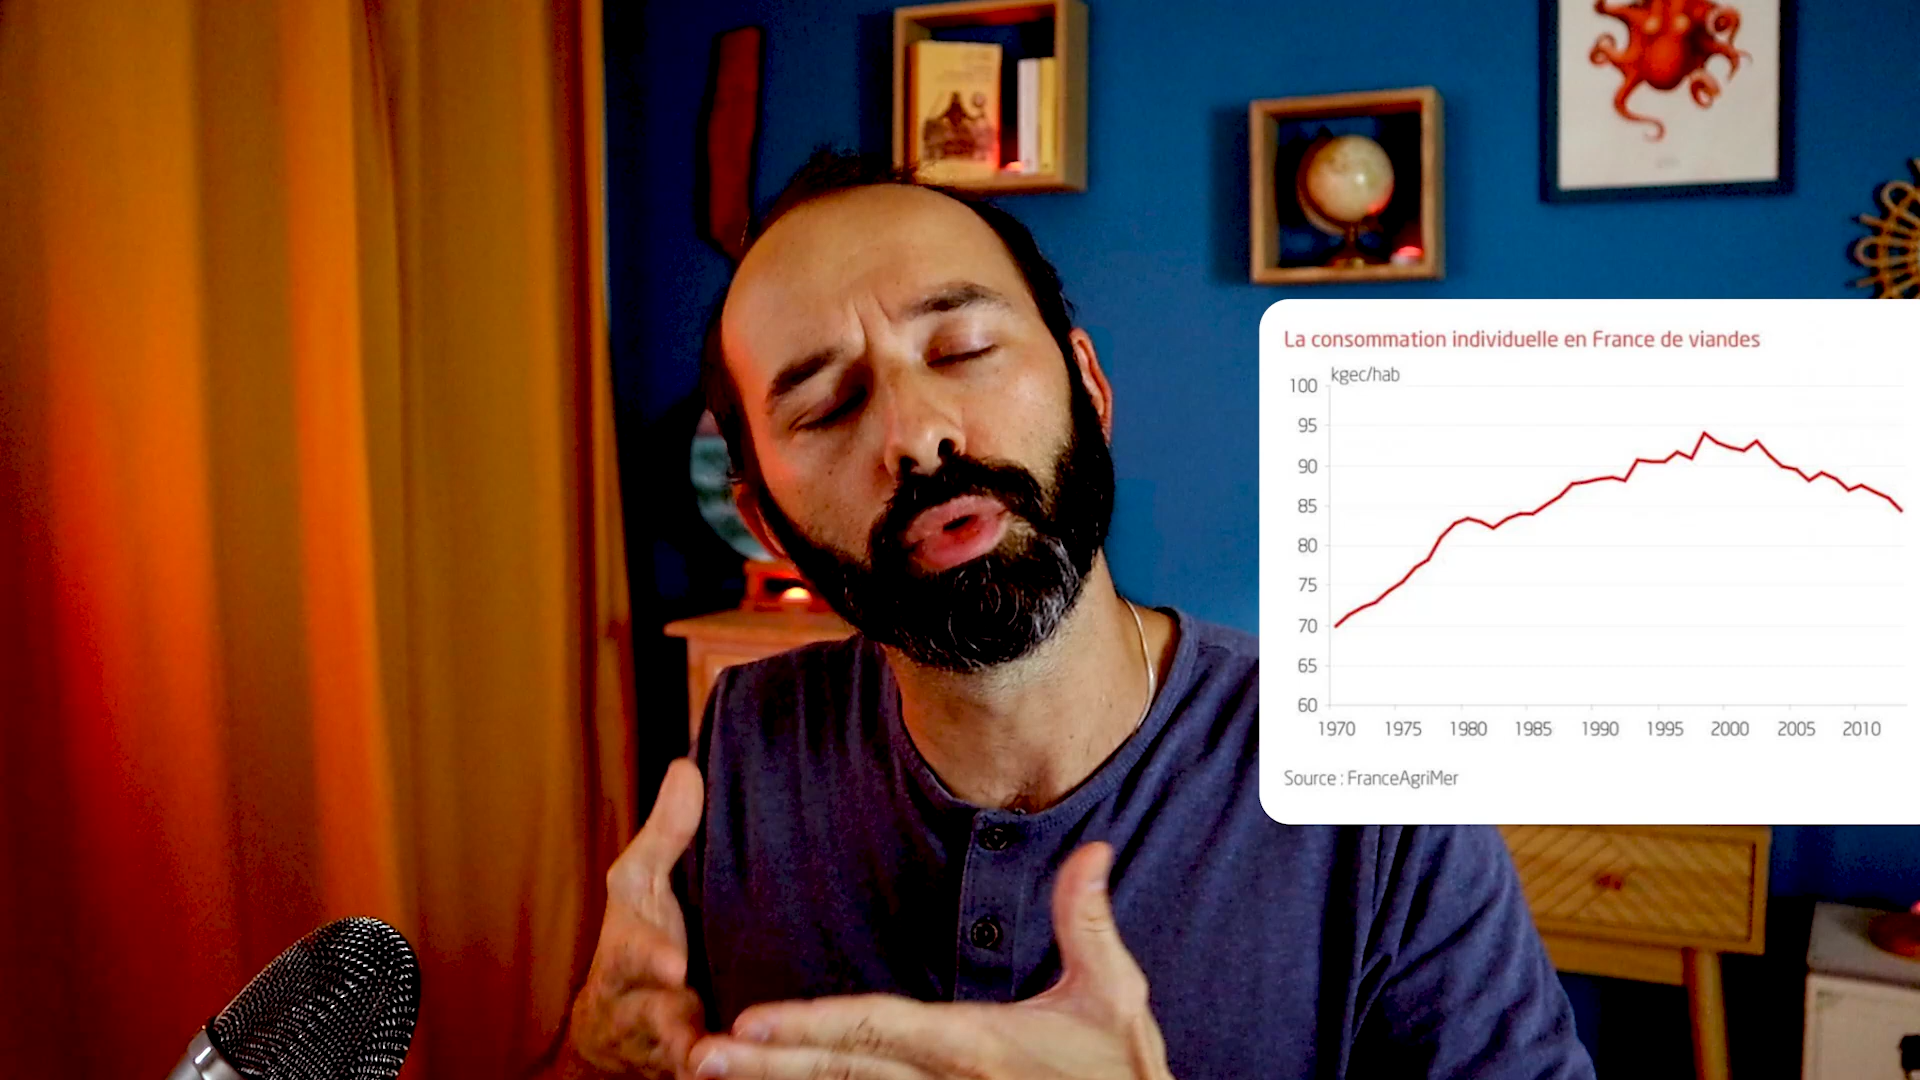 La consommation individuelle en France de viandes
kgec/hab
100
95
90
85
80
75
70
65
60
1970 1975 1980 1985 1990 1995 2000 2005 2010
Source : FranceAgriMer